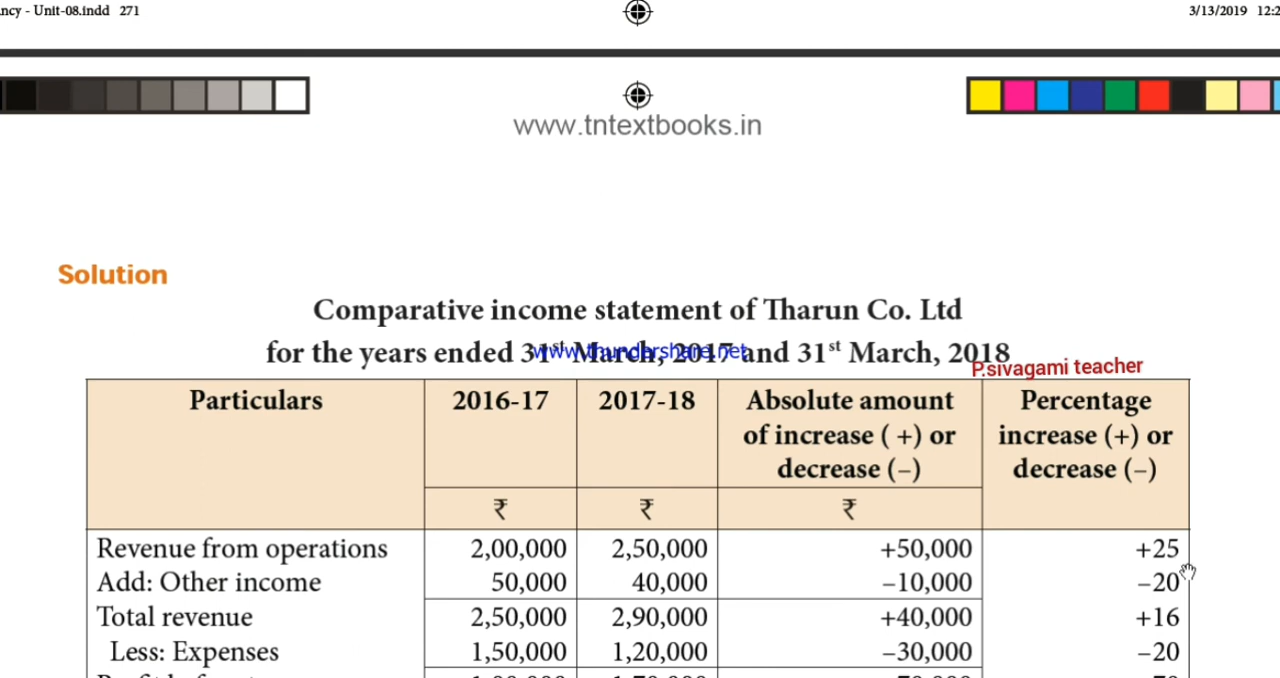 ncy - Unit-08.indd 271
3/13/2019 12:2
www.tntextbooks.in
Solution
Comparative income statement of Tharun Co. Ltd
for the years ended 31st March, 2017 and 31st March, 2018
www.thundershare.net
P.sivagami teacher
Particulars 2016-17 2017-18 Absolute amount of increase ( +) or decrease (–) Percentage increase (+) or decrease (–)
₹ ₹ ₹
Revenue from operations 2,00,000 2,50,000 +50,000 +25
Add: Other income 50,000 40,000 –10,000 –20
Total revenue 2,50,000 2,90,000 +40,000 +16
Less: Expenses 1,50,000 1,20,000 –30,000 –20